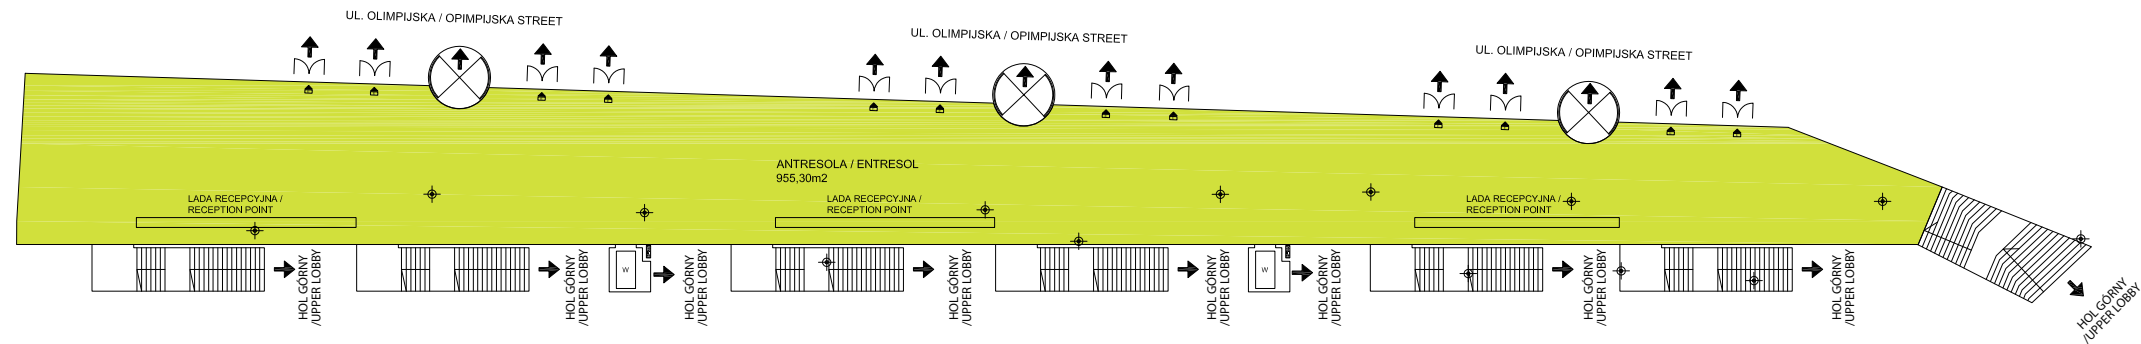 UL. OLIMPIJSKA / OPIMPIJSKA STREET
UL. OLIMPIJSKA / OPIMPIJSKA STREET
UL. OLIMPIJSKA / OPIMPIJSKA STREET
ANTRESOLA / ENTRESOL
955,30m2
LADA RECEPCYJNA /
RECEPTION POINT
LADA RECEPCYJNA /
RECEPTION POINT
LADA RECEPCYJNA /
RECEPTION POINT
W
W
HOL GÓRNY
/UPPER LOBBY
HOL GÓRNY
/UPPER LOBBY
HOL GÓRNY
/UPPER LOBBY
HOL GÓRNY
/UPPER LOBBY
HOL GÓRNY
/UPPER LOBBY
HOL GÓRNY
/UPPER LOBBY
HOL GÓRNY
/UPPER LOBBY
HOL GÓRNY
/UPPER LOBBY
HOL GÓRNY
/UPPER LOBBY